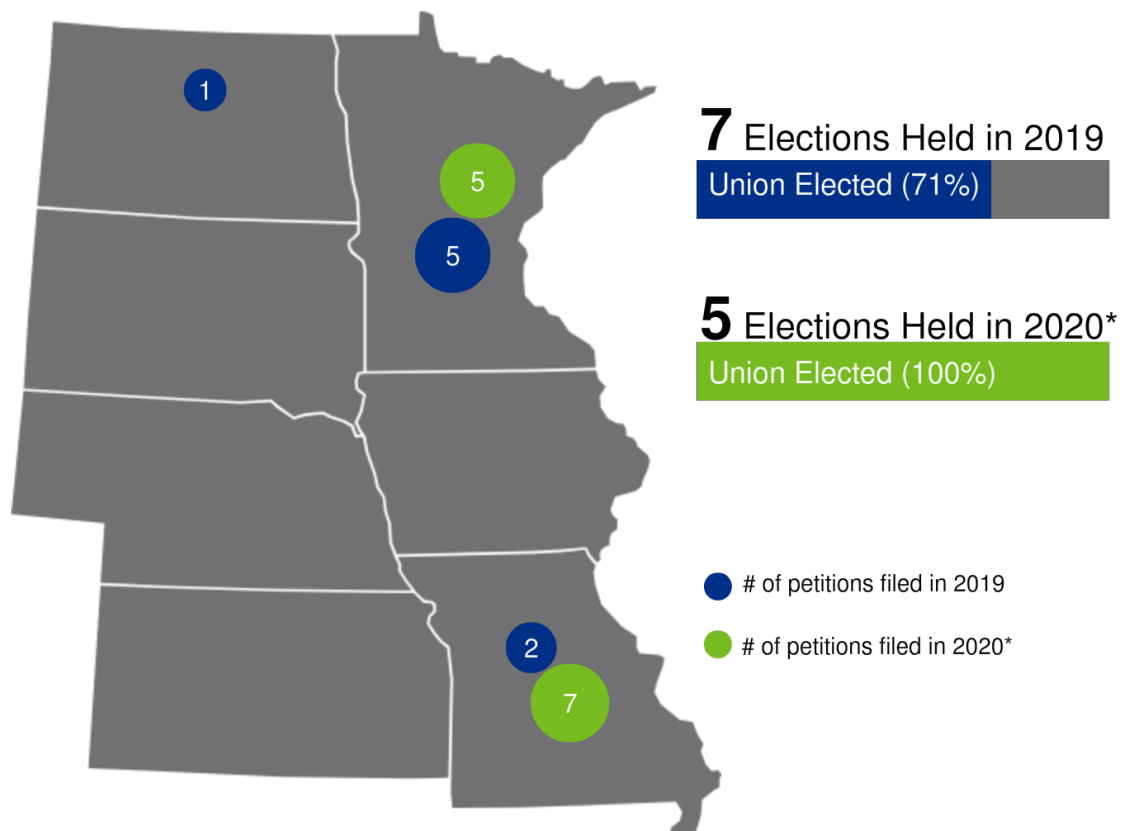 1
5
5
2
7
7 Elections Held in 2019
Union Elected (71%)
5 Elections Held in 2020*
Union Elected (100%)
# of petitions filed in 2019
# of petitions filed in 2020*